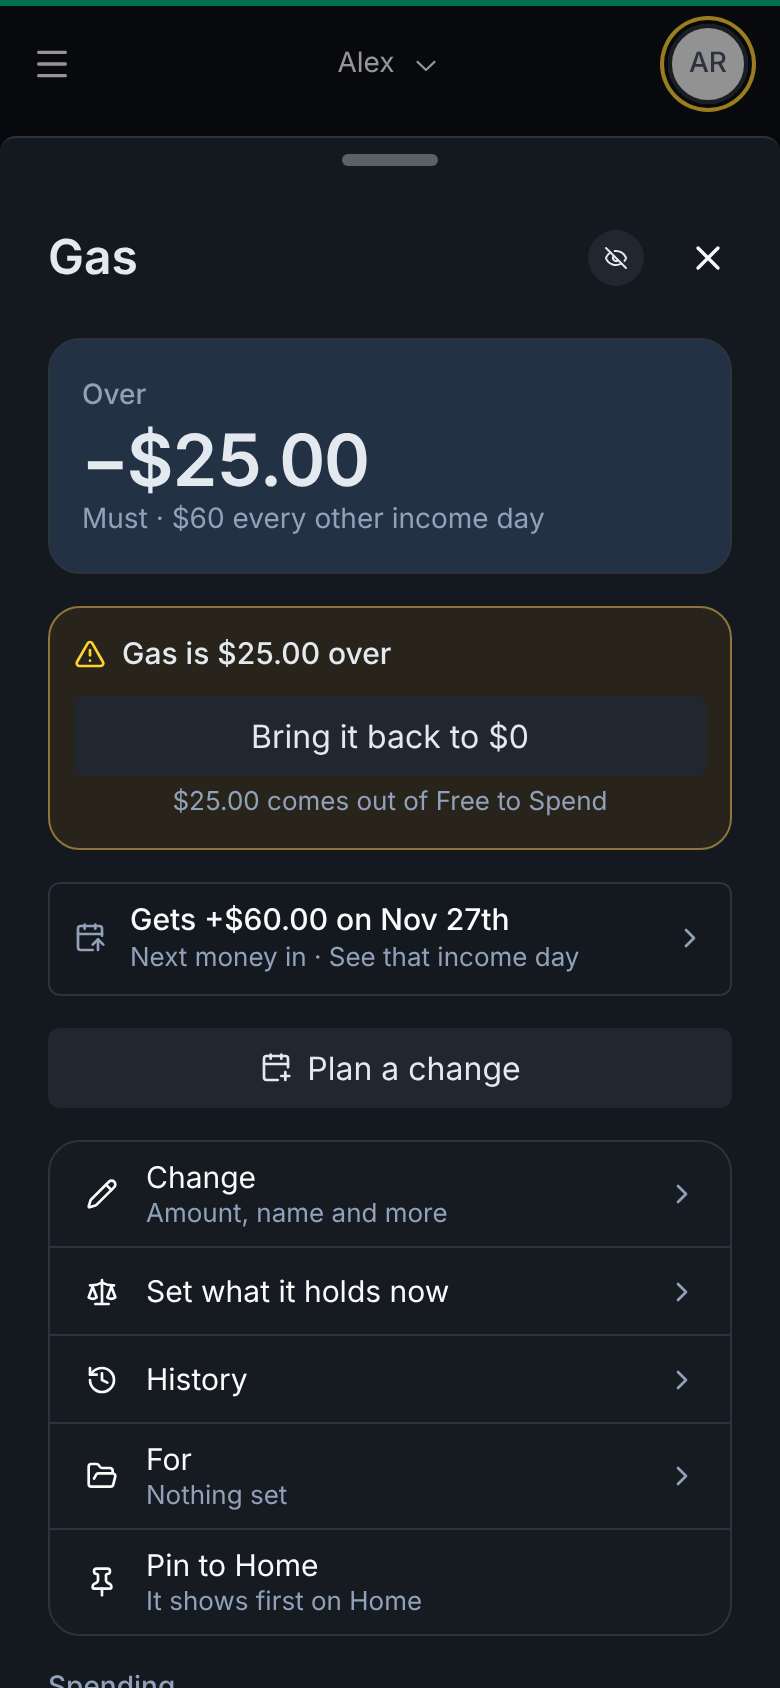 Alex
AR
Gas
Over
–$25.00
Must · $60 every other income day
Gas is $25.00 over
Bring it back to $0
$25.00 comes out of Free to Spend
Gets +$60.00 on Nov 27th
Next money in · See that income day
Plan a change
Change
Amount, name and more
Set what it holds now
History
For
Nothing set
Pin to Home
It shows first on Home
Spending